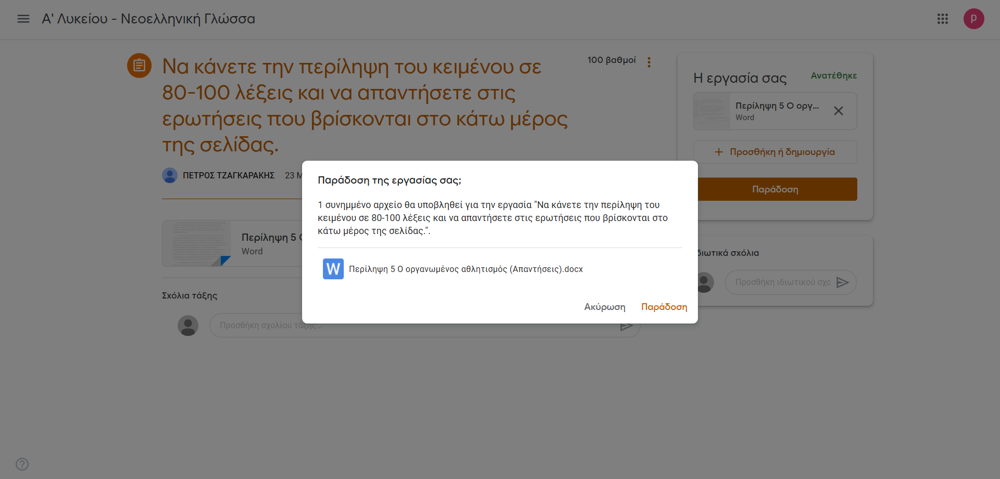 Α' Λυκείου - Νεοελληνική Γλώσσα
p
Να κάνετε την περίληψη του κειμένου σε
80-100 λέξεις και να απαντήσετε στις
ερωτήσεις που βρίσκονται στο κάτω μέρος
της σελίδας.
100 βαθμοί
ΠΕΤΡΟΣ ΤΖΑΓΚΑΡΑΚΗΣ 23 Μ
Περίληψη 5 Ο
Word
Σχόλια τάξης
Προσθήκη σχολίου τάξης...
Η εργασία σας
Ανατέθηκε
Περίληψη 5 Ο οργ...
Word
Προσθήκη ή δημιουργία
Παράδοση
διωτικά σχόλια
Προσθήκη ιδιωτικού σχο
Παράδοση της εργασίας σας;
1 συνημμένο αρχείο θα υποβληθεί για την εργασία "Να κάνετε την περίληψη του
κειμένου σε 80-100 λέξεις και να απαντήσετε στις ερωτήσεις που βρίσκονται στο
κάτω μέρος της σελίδας.".
W
Περίληψη 5 Ο οργανωμένος αθλητισμός (Απαντήσεις).docx
Ακύρωση
Παράδοση